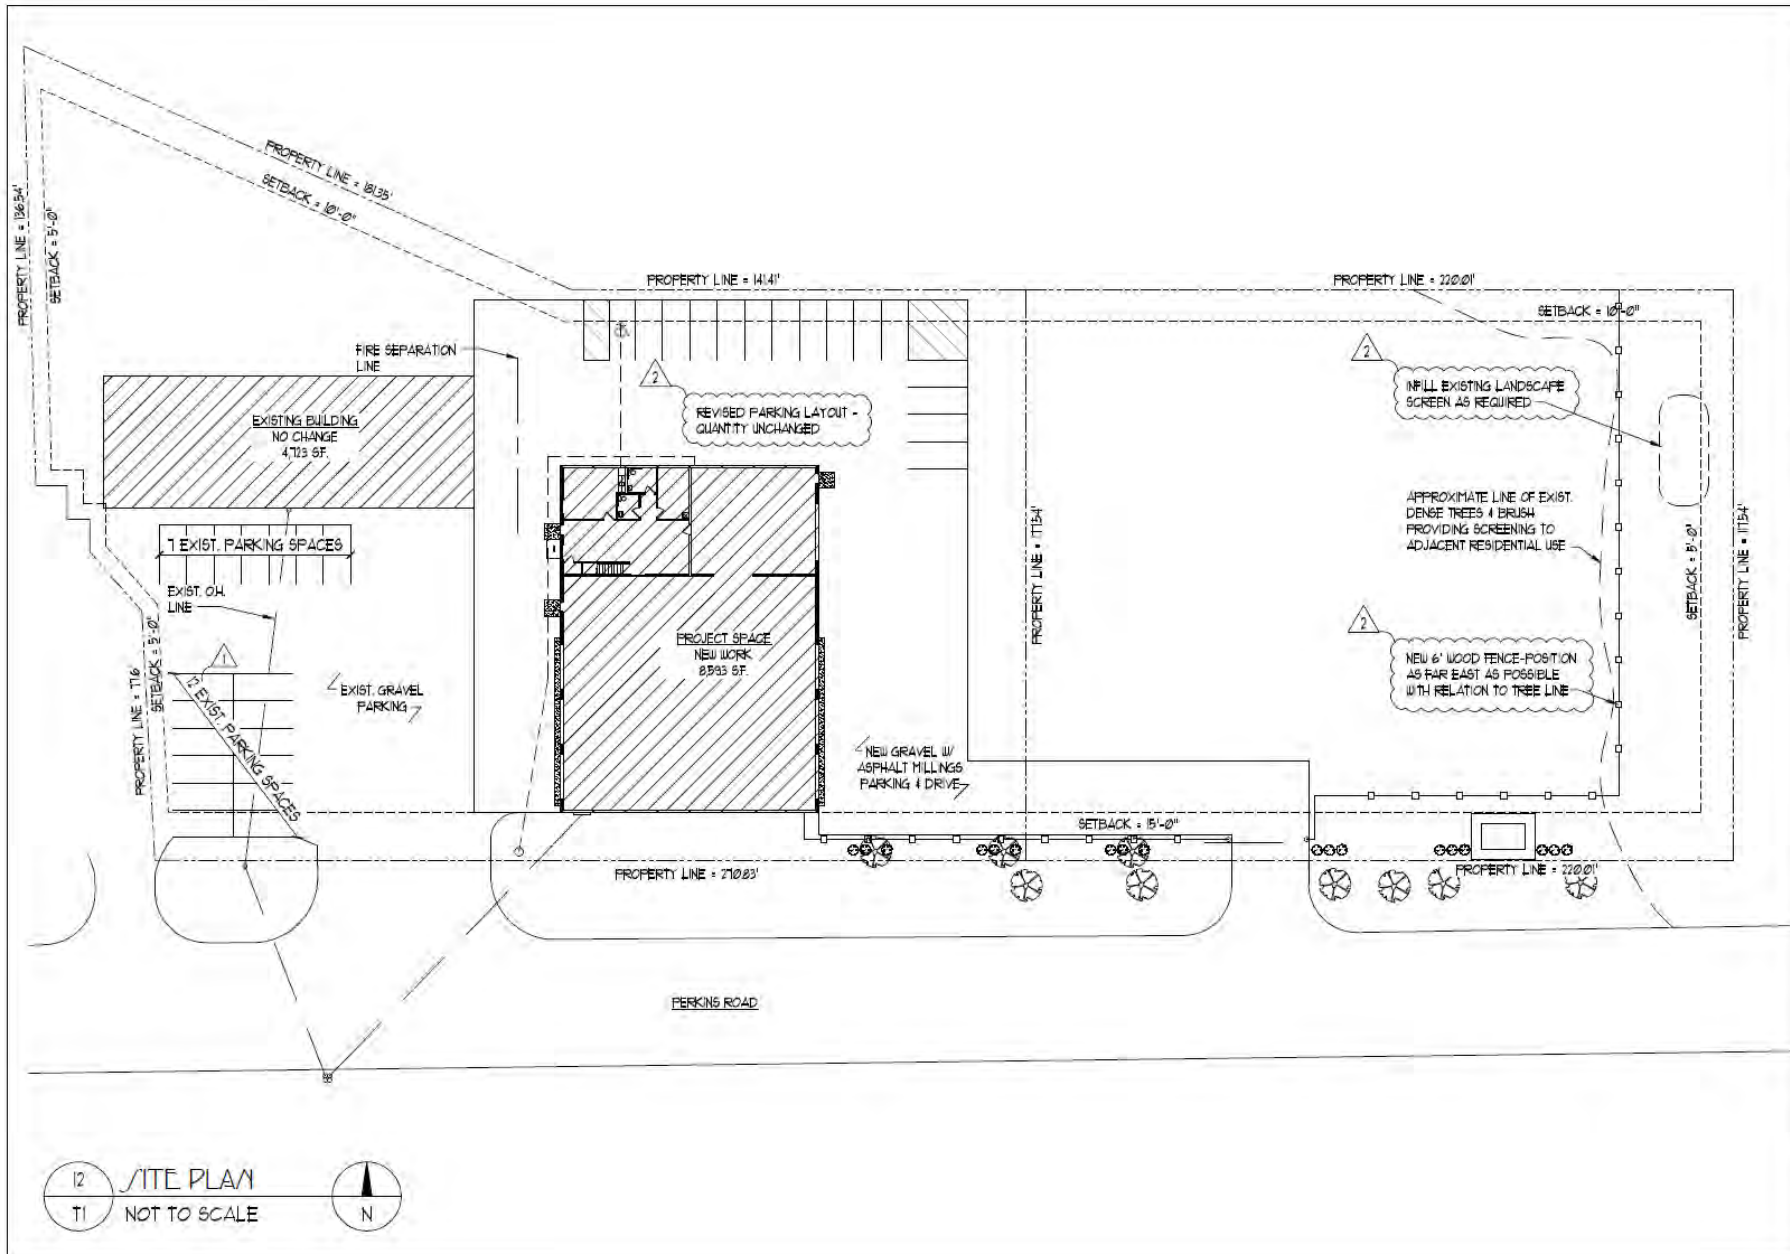 PROPERTY LINE = 181.35'
SETBACK = 10'-0"
PROPERTY LINE = 136.54'
SETBACK = 5'-0"
PROPERTY LINE = 141.41'
PROPERTY LINE = 220.01'
SETBACK = 10'-0"
FIRE SEPARATION
LINE
2
REVISED PARKING LAYOUT -
QUANTITY UNCHANGED
2
INFILL EXISTING LANDSCAPE
SCREEN AS REQUIRED
EXISTING BUILDING
NO CHANGE
4,723 S.F.
APPROXIMATE LINE OF EXIST.
DENSE TREES & BRUSH
PROVIDING SCREENING TO
ADJACENT RESIDENTIAL USE
7 EXIST. PARKING SPACES
PROPERTY LINE = 177.54'
SETBACK = 5'-0"
PROPERTY LINE = 177.54'
EXIST. O.H.
LINE
1
12 EXIST. PARKING SPACES
EXIST. GRAVEL
PARKING
PROJECT SPACE
NEW WORK
8,593 S.F.
2
NEW 6' WOOD FENCE-POSITION
AS FAR EAST AS POSSIBLE
WITH RELATION TO TREE LINE
PROPERTY LINE = 77.6'
SETBACK = 5'-0"
NEW GRAVEL W/
ASPHALT MILLINGS
PARKING & DRIVE
SETBACK = 15'-0"
PROPERTY LINE = 270.83'
PROPERTY LINE = 220.01'
PERKINS ROAD
12
T1
SITE PLAN
NOT TO SCALE
N